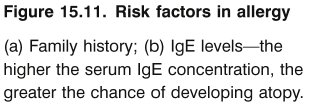 Figure 15.11. Risk factors in allergy
(a) Family history; (b) IgE levels—the
higher the serum IgE concentration, the
greater the chance of developing atopy.